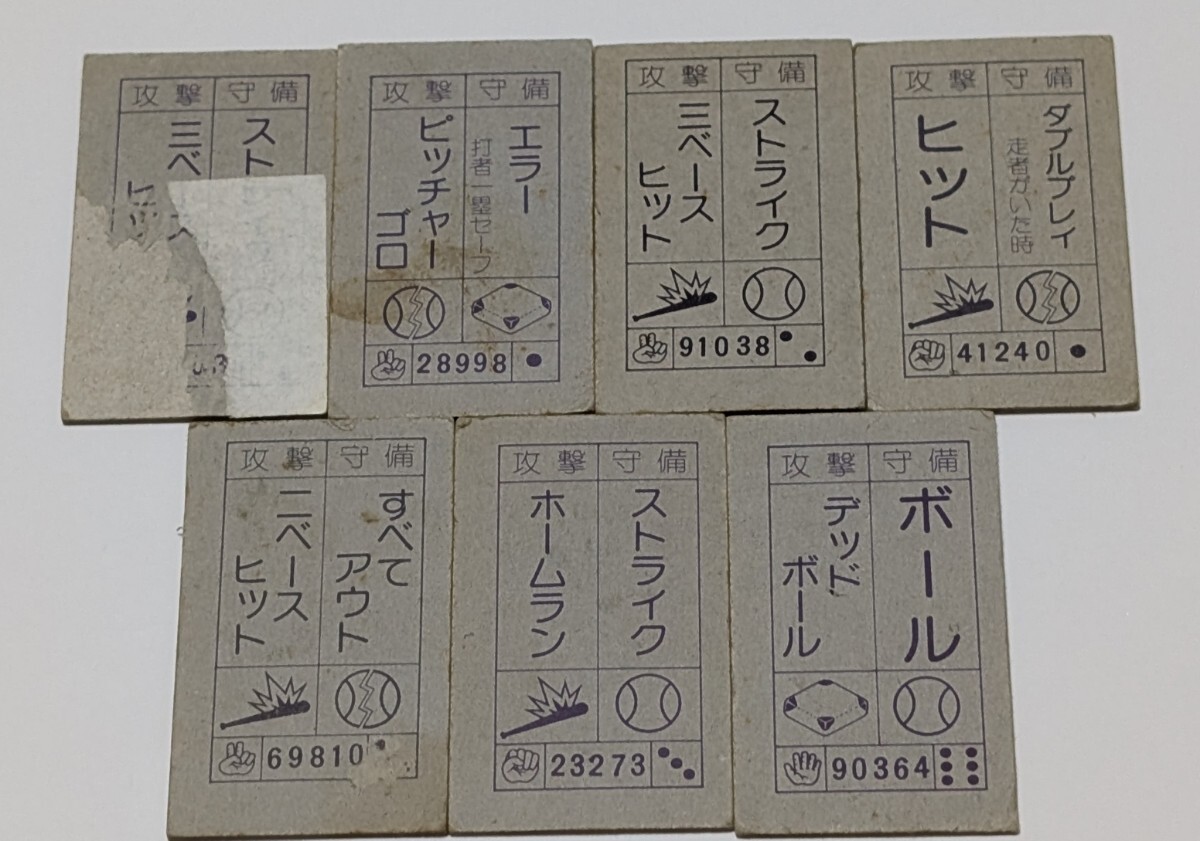 攻撃 守備
スト
三ベ ス
ヒッ
攻撃 守備
エラー
打者一塁セーフ
ピッチャー
ゴロ
28998
攻撃 守備
ストライク
三ベース
ヒット
91038
攻撃 守備
ダブルプレイ
走者がいた時
ヒット
41240
攻撃 守備
すべて
アウト
二ベース
ヒット
69810
攻撃 守備
ストライク
ホームラン
23273
攻撃 守備
ボール
デッド
ボール
90364